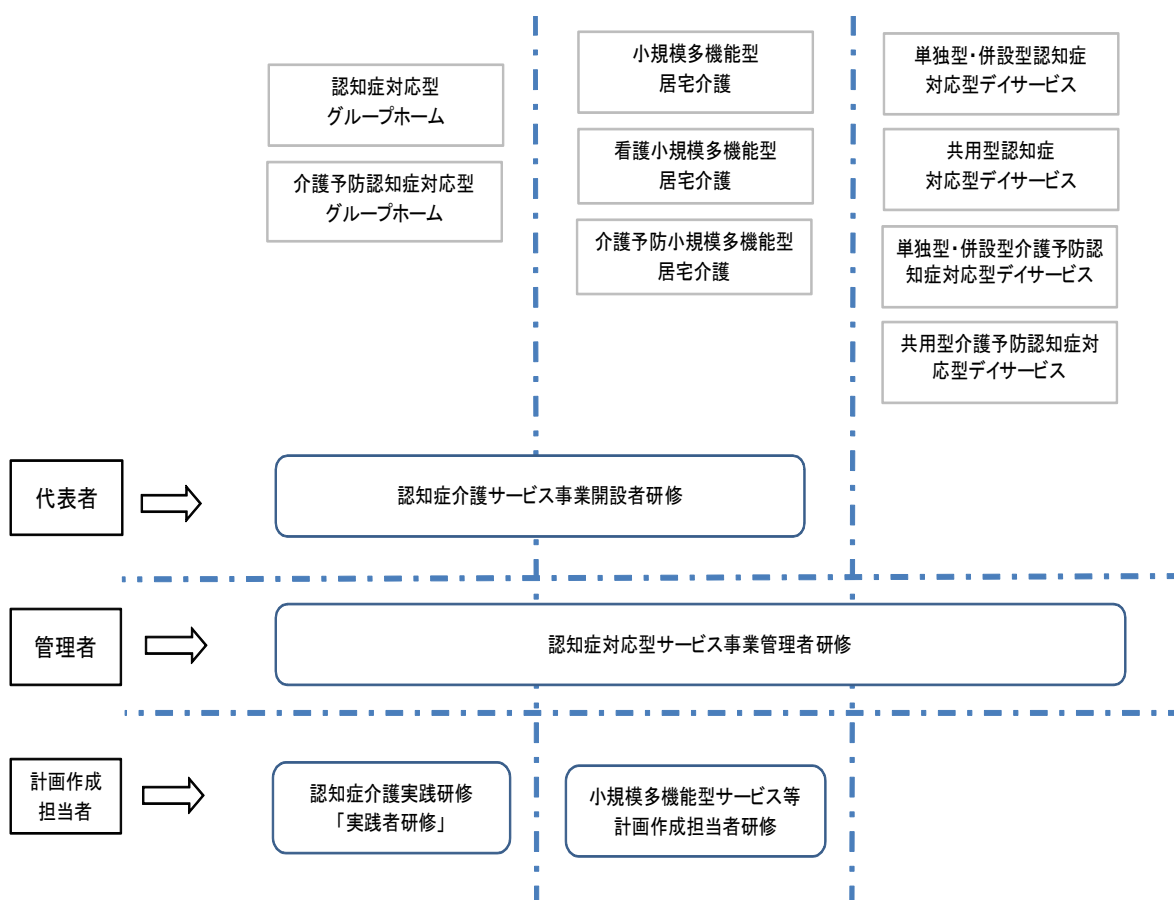 認知症対応型
グループホーム
介護予防認知症対応型
グループホーム
小規模多機能型
居宅介護
看護小規模多機能型
居宅介護
介護予防小規模多機能型
居宅介護
単独型・併設型認知症
対応型デイサービス
共用型認知症
対応型デイサービス
単独型・併設型介護予防認
知症対応型デイサービス
共用型介護予防認知症対
応型デイサービス
代表者
認知症介護サービス事業開設者研修
管理者
認知症対応型サービス事業管理者研修
計画作成
担当者
認知症介護実践研修
「実践者研修」
小規模多機能型サービス等
計画作成担当者研修